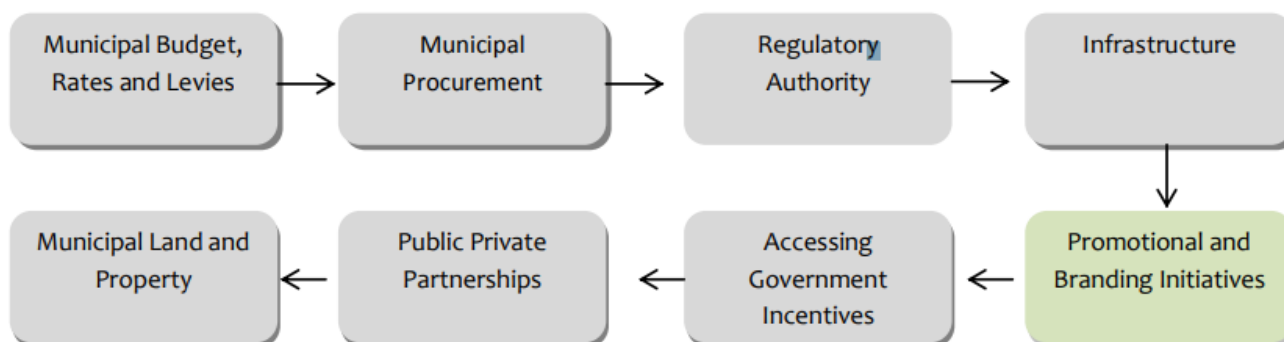 Municipal Budget,
Rates and Levies
Municipal
Procurement
Regulatory
Authority
Infrastructure
Promotional and
Branding Initiatives
Accessing
Government
Incentives
Public Private
Partnerships
Municipal Land and
Property